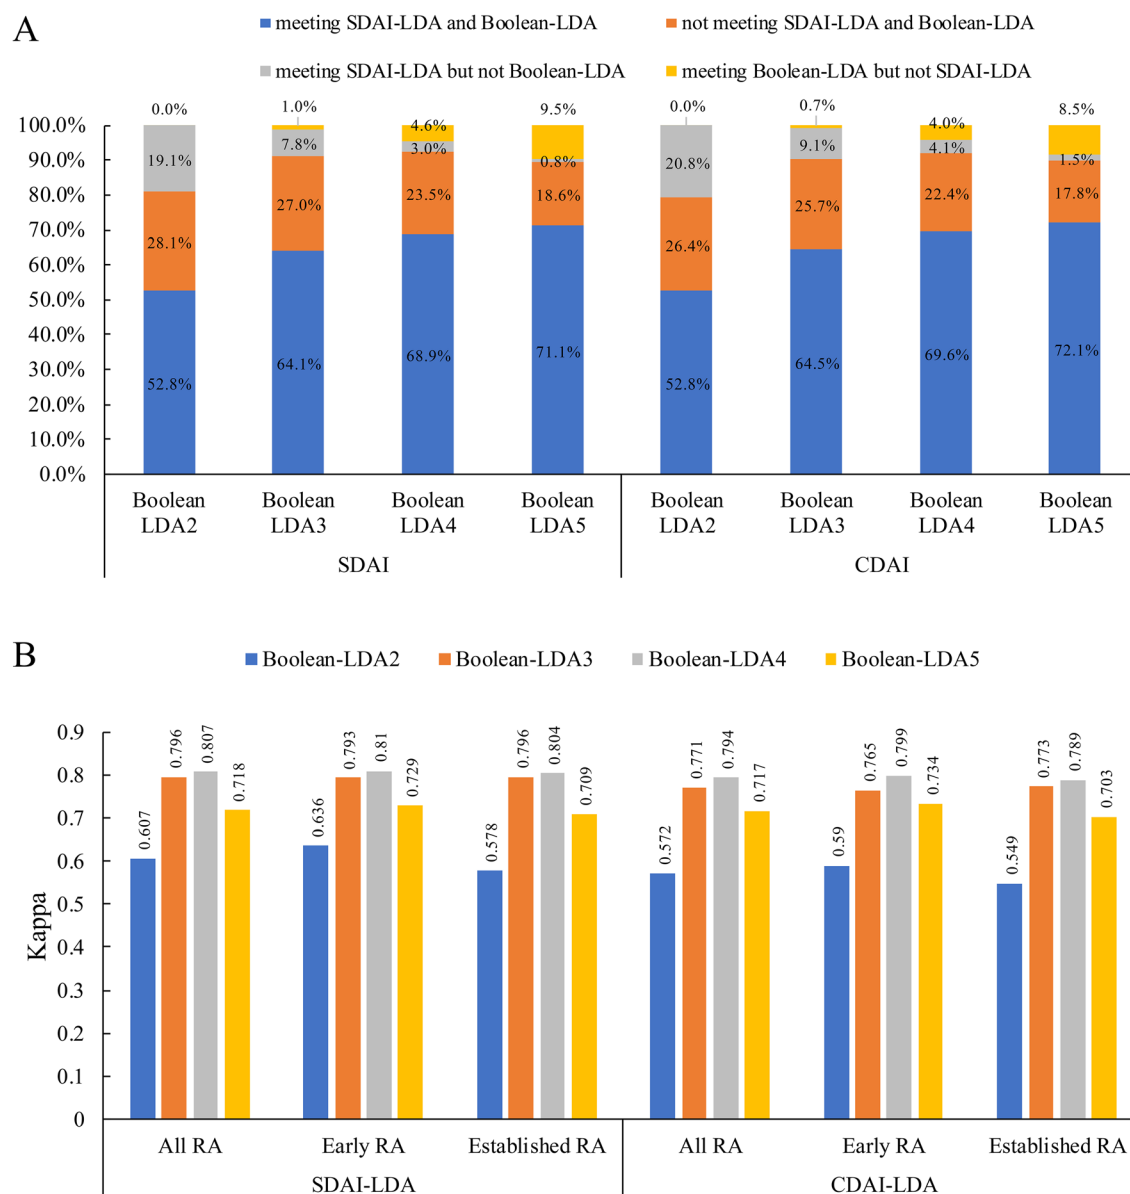 A
meeting SDAI-LDA and Boolean-LDA
not meeting SDAI-LDA and Boolean-LDA
meeting SDAI-LDA but not Boolean-LDA
meeting Boolean-LDA but not SDAI-LDA
0.0% 1.0% 4.6% 9.5% 0.0% 0.7% 4.0% 8.5%
19.1% 7.8% 3.0% 0.8% 20.8% 9.1% 4.1% 1.5%
28.1% 27.0% 23.5% 18.6% 26.4% 25.7% 22.4% 17.8%
52.8% 64.1% 68.9% 71.1% 52.8% 64.5% 69.6% 72.1%
100.0%
90.0%
80.0%
70.0%
60.0%
50.0%
40.0%
30.0%
20.0%
10.0%
0.0%
Boolean Boolean Boolean Boolean Boolean Boolean Boolean Boolean
LDA2 LDA3 LDA4 LDA5 LDA2 LDA3 LDA4 LDA5
SDAI CDAI
B
Boolean-LDA2 Boolean-LDA3 Boolean-LDA4 Boolean-LDA5
Kappa
0.9
0.8
0.7
0.6
0.5
0.4
0.3
0.2
0.1
0
0.607 0.796 0.807 0.718 0.636 0.793 0.81 0.729 0.578 0.796 0.804 0.709 0.572 0.771 0.794 0.717 0.59 0.765 0.799 0.734 0.549 0.773 0.789 0.703
All RA Early RA Established RA All RA Early RA Established RA
SDAI-LDA CDAI-LDA